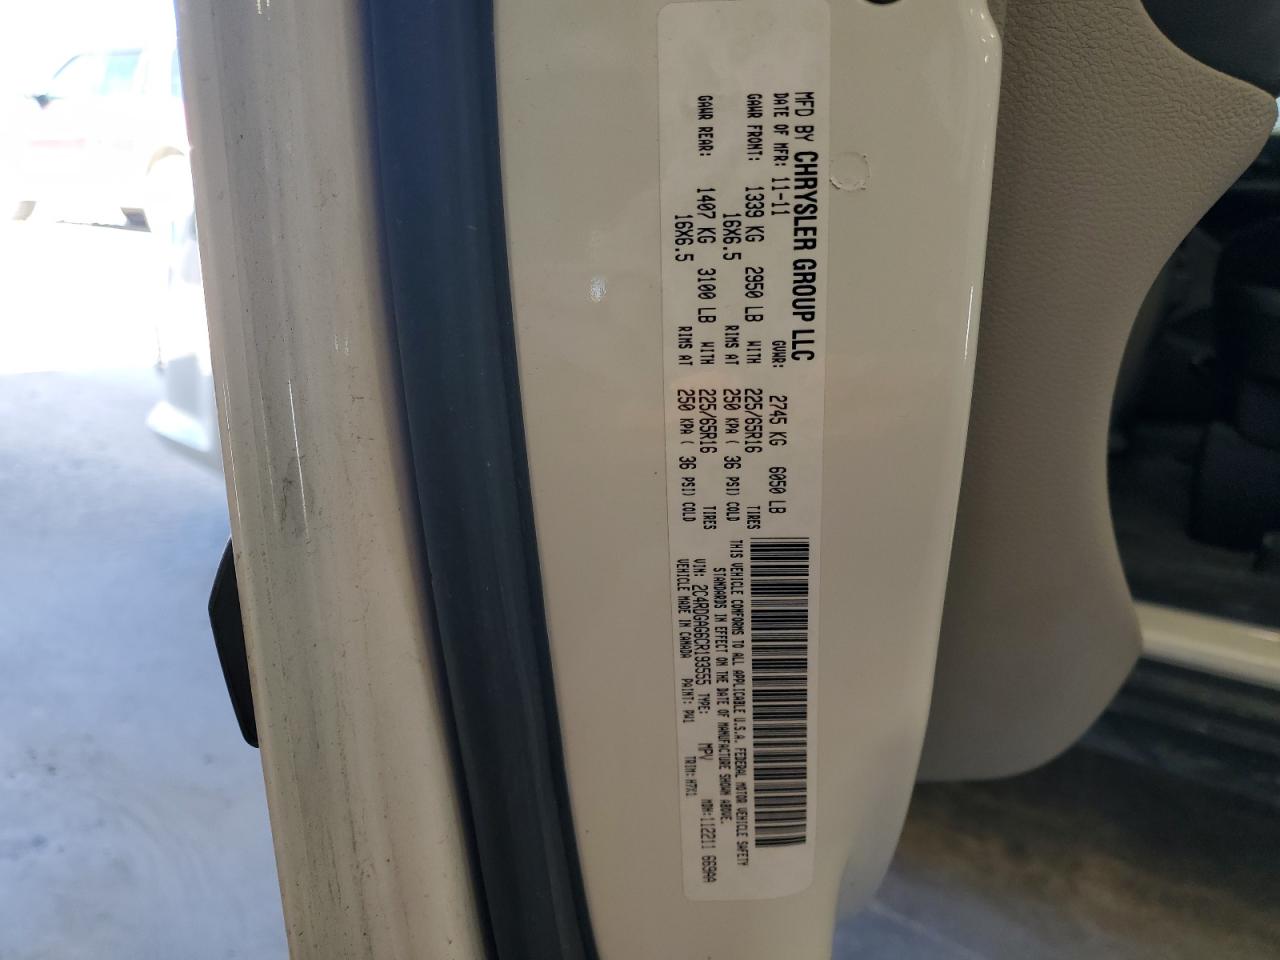 MFD BY CHRYSLER GROUP LLC
DATE OF MFR: 11-11 GVWR: 2745 KG 6050 LB
GAWR FRONT: 1339 KG 2950 LB WITH 225/65R16 TIRES
16X6.5 RIMS AT 250 KPA ( 36 PSI) COLD
GAWR REAR: 1407 KG 3100 LB WITH 225/65R16 TIRES
16X6.5 RIMS AT 250 KPA ( 36 PSI) COLD
THIS VEHICLE CONFORMS TO ALL APPLICABLE U.S.A. FEDERAL MOTOR VEHICLE SAFETY
STANDARDS IN EFFECT ON THE DATE OF MANUFACTURE SHOWN ABOVE.
VIN: 2C4RDGAG6CR193555 TYPE: MPV MDH:112211 669AA
VEHICLE MADE IN CANADA PAINT: PW1 TRIM: